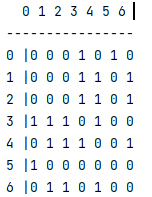 0 1 2 3 4 5 6
----------------
0 |0 0 0 1 0 1 0
1 |0 0 0 1 1 0 1
2 |0 0 0 1 1 0 1
3 |1 1 1 0 1 0 0
4 |0 1 1 1 0 0 1
5 |1 0 0 0 0 0 0
6 |0 1 1 0 1 0 0